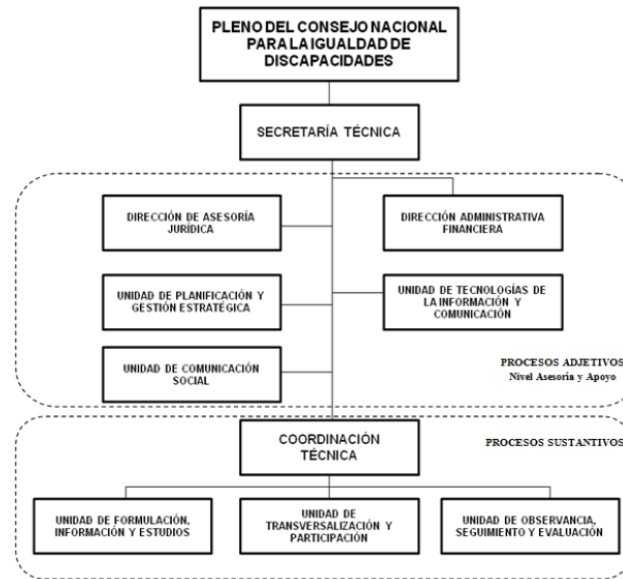 PLENO DEL CONSEJO NACIONAL
PARA LA IGUALDAD DE
DISCAPACIDADES
SECRETARÍA TÉCNICA
DIRECCIÓN DE ASESORÍA
JURÍDICA
DIRECCIÓN ADMINISTRATIVA
FINANCIERA
UNIDAD DE PLANIFICACIÓN Y
GESTIÓN ESTRATÉGICA
UNIDAD DE TECNOLOGÍAS DE
LA INFORMACIÓN Y
COMUNICACIÓN
UNIDAD DE COMUNICACIÓN
SOCIAL
PROCESOS ADJETIVOS
Nivel Asesoría y Apoyo
COORDINACIÓN
TÉCNICA
PROCESOS SUSTANTIVOS
UNIDAD DE FORMULACIÓN,
INFORMACIÓN Y ESTUDIOS
UNIDAD DE
TRANSVERSALIZACIÓN Y
PARTICIPACIÓN
UNIDAD DE OBSERVANCIA,
SEGUIMIENTO Y EVALUACIÓN